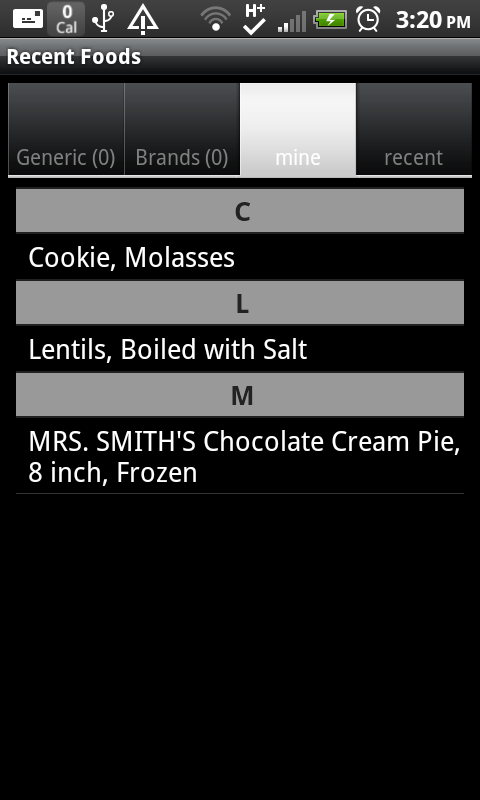 0
Cal
H+
3:20 PM
Recent Foods
Generic (0)
Brands (0)
mine
recent
C
Cookie, Molasses
L
Lentils, Boiled with Salt
M
MRS. SMITH'S Chocolate Cream Pie,
8 inch, Frozen